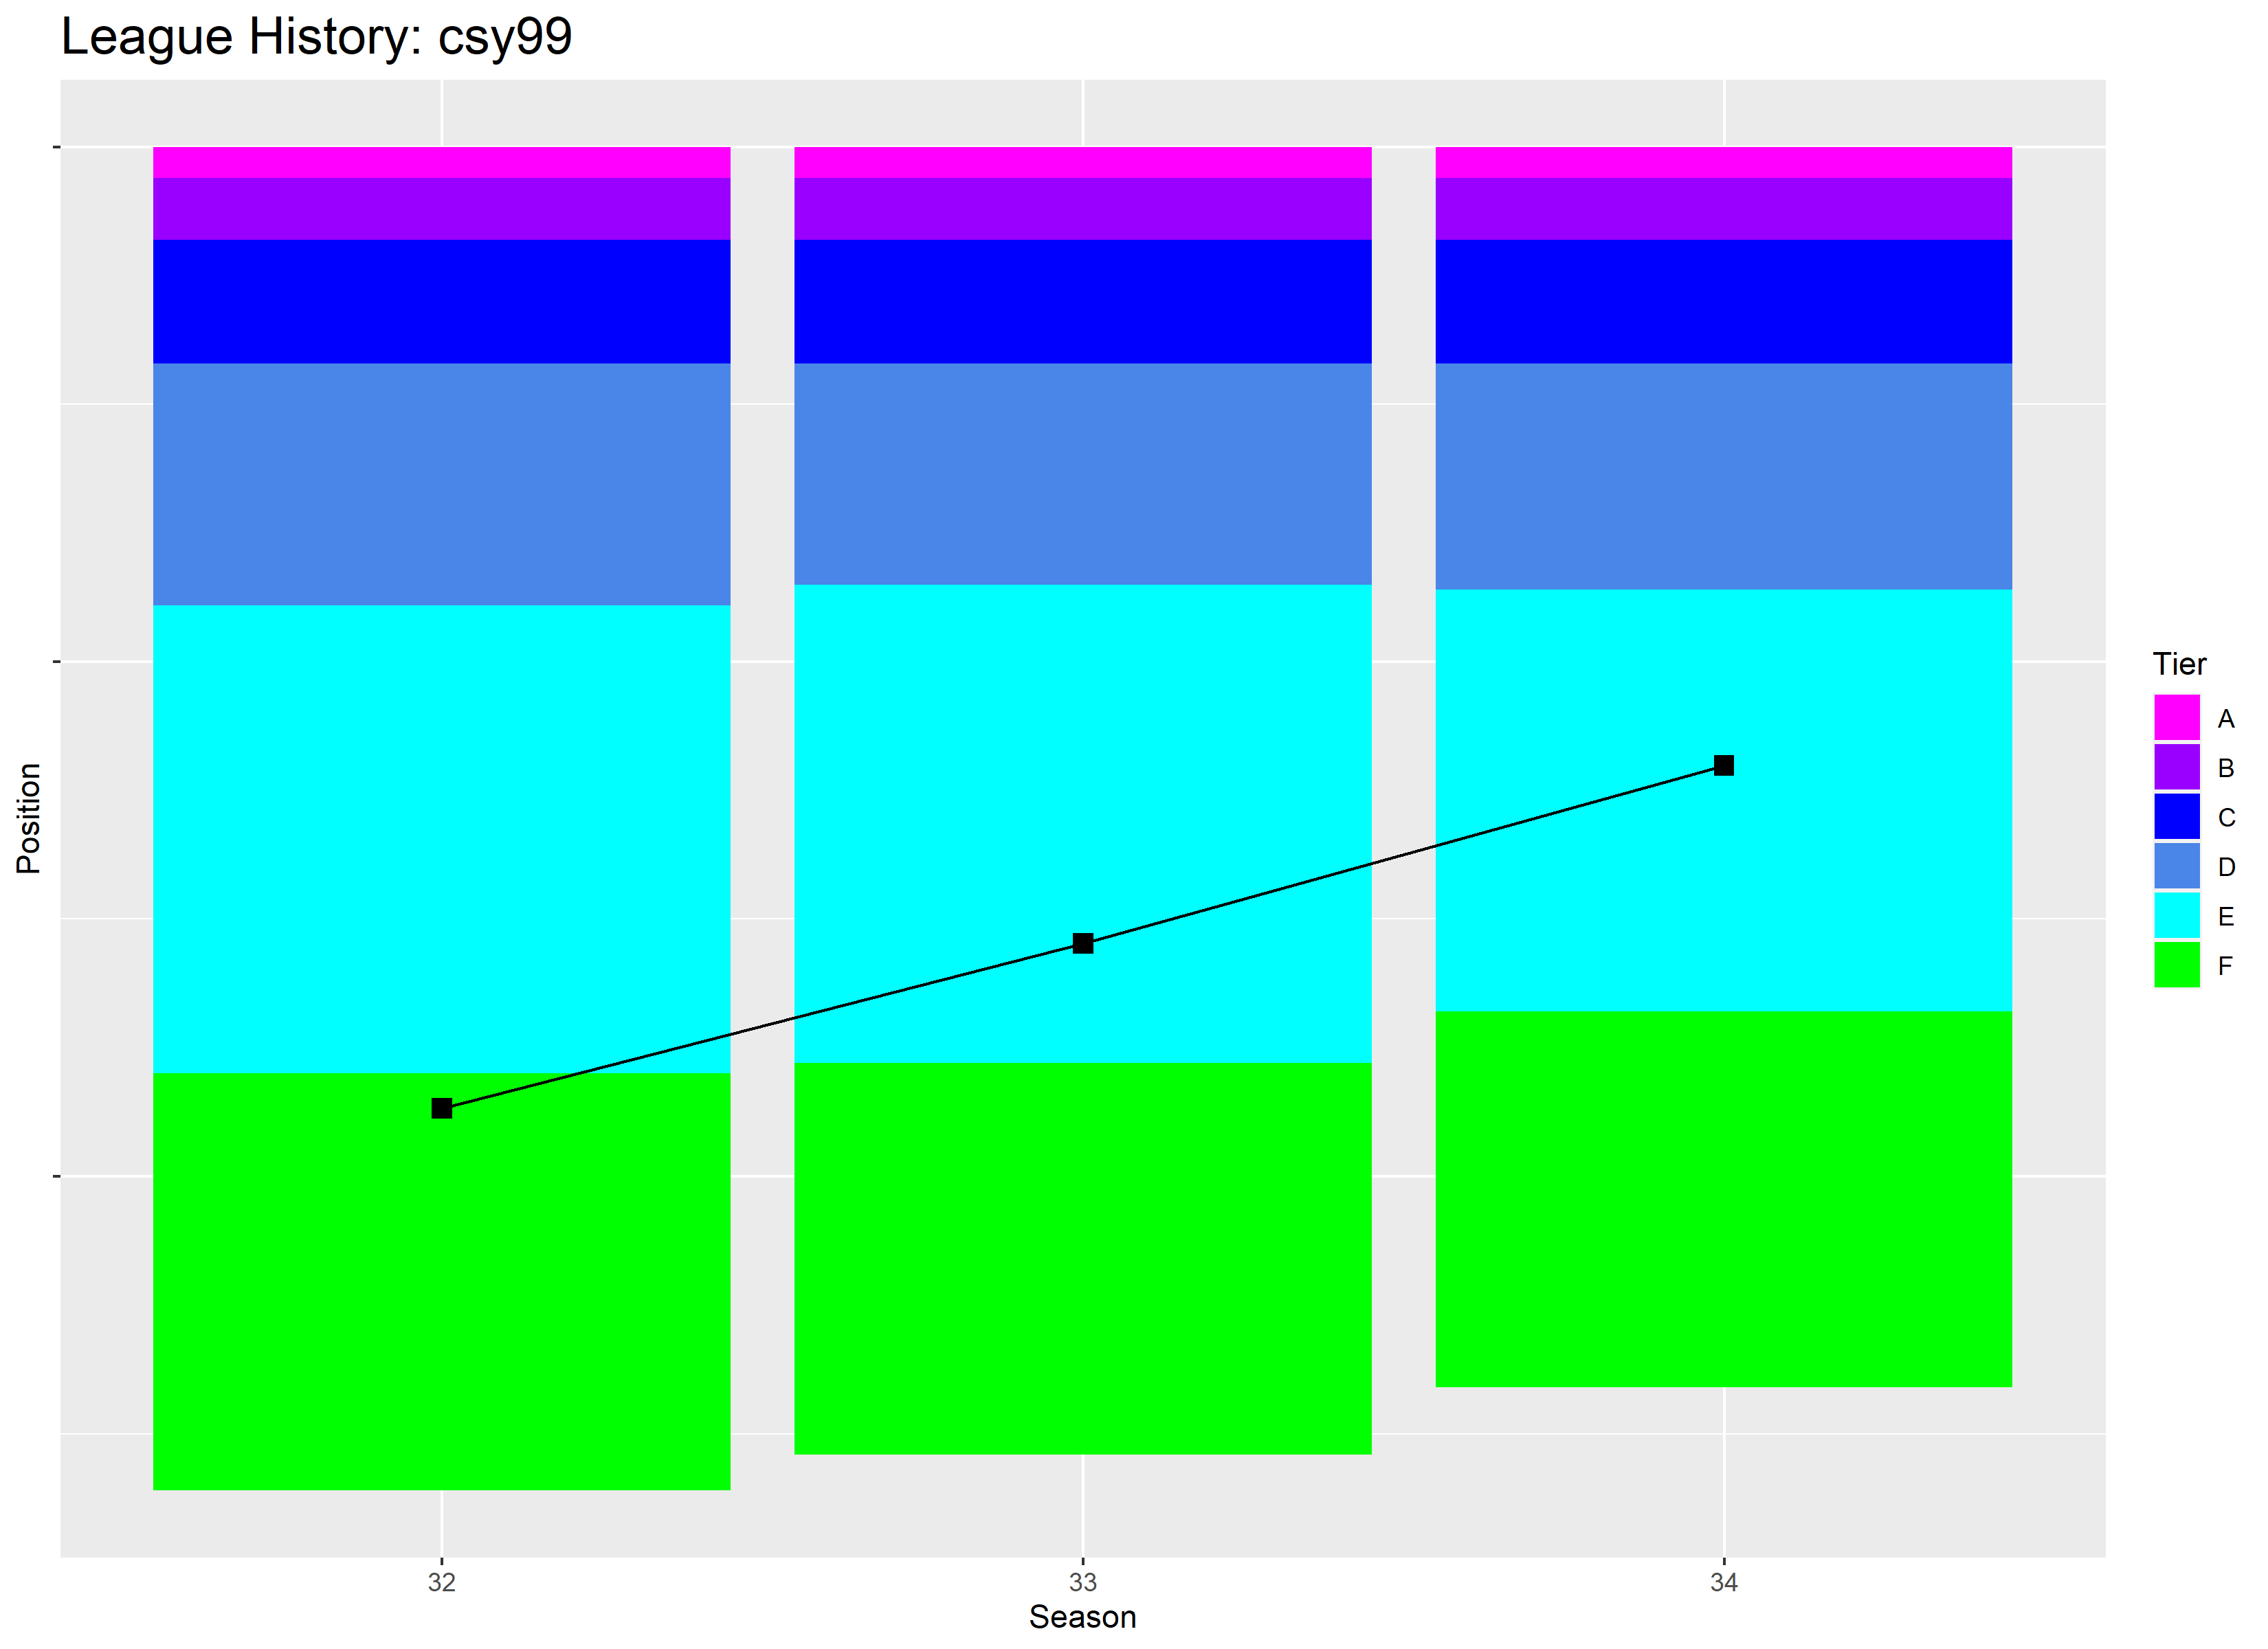 League History: csy99
Position
Tier
A
B
C
D
E
F
32
33
34
Season